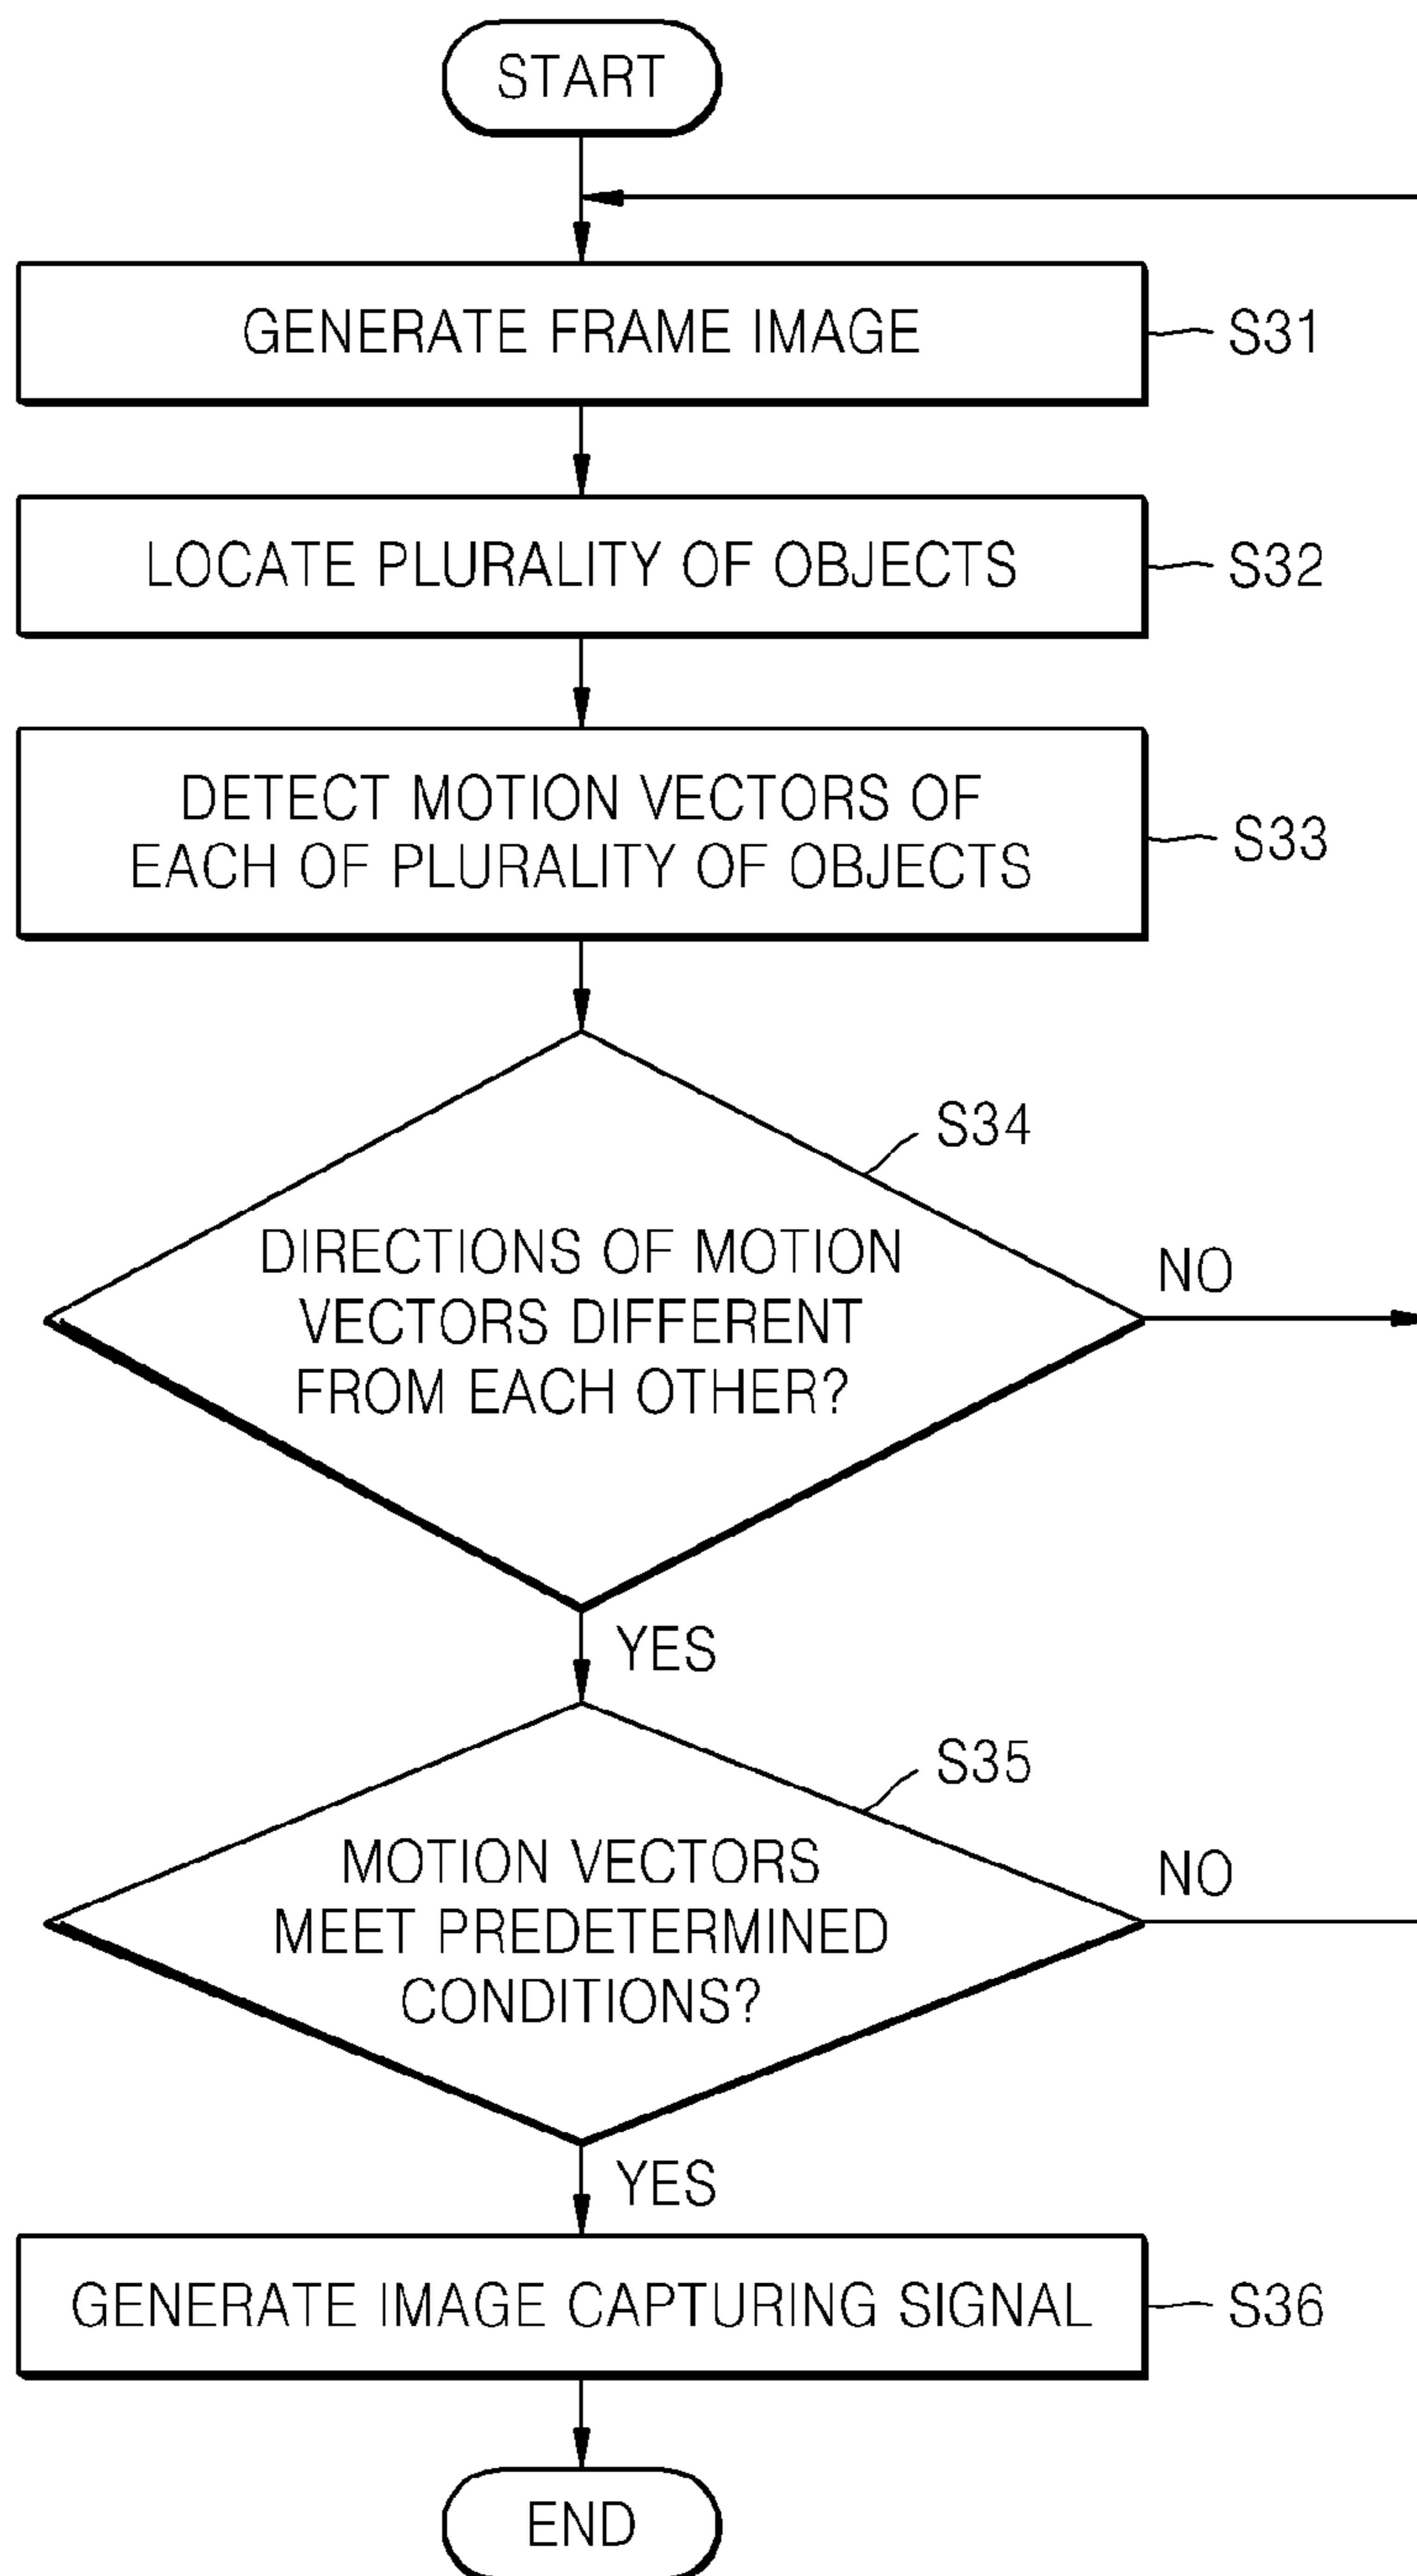 START
GENERATE FRAME IMAGE
S31
LOCATE PLURALITY OF OBJECTS
S32
DETECT MOTION VECTORS OF
EACH OF PLURALITY OF OBJECTS
S33
S34
DIRECTIONS OF MOTION
VECTORS DIFFERENT
FROM EACH OTHER?
NO
YES
S35
MOTION VECTORS
MEET PREDETERMINED
CONDITIONS?
NO
YES
GENERATE IMAGE CAPTURING SIGNAL
S36
END